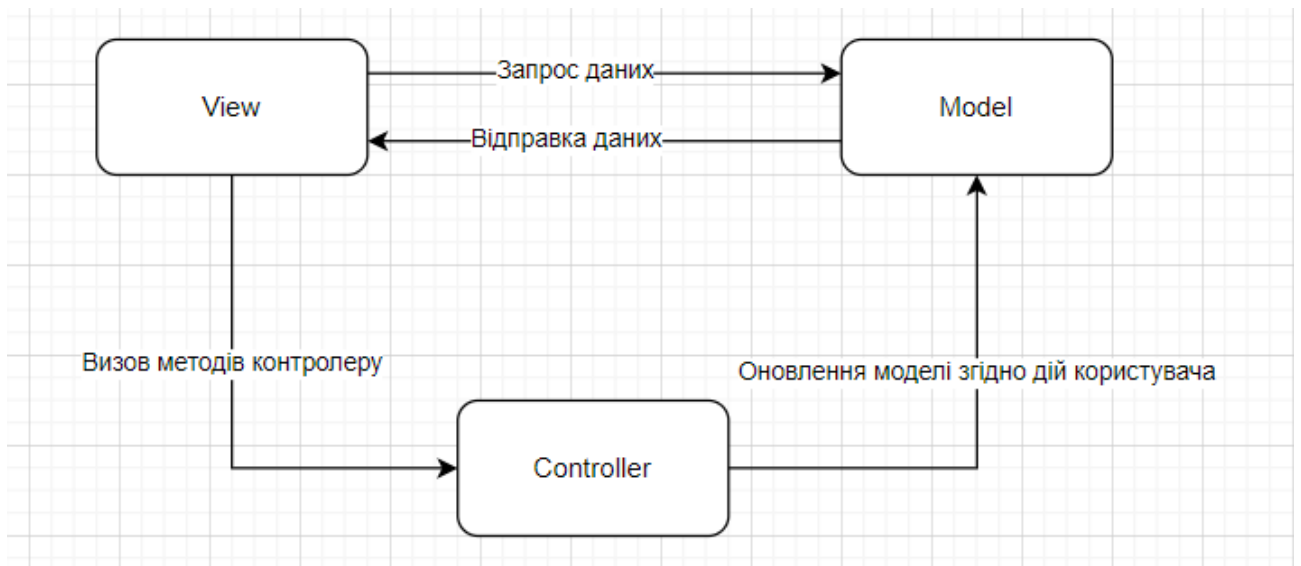 View
Запрос даних
Model
Відправка даних
Визов методів контролеру
Оновлення моделі згідно дій користувача
Controller